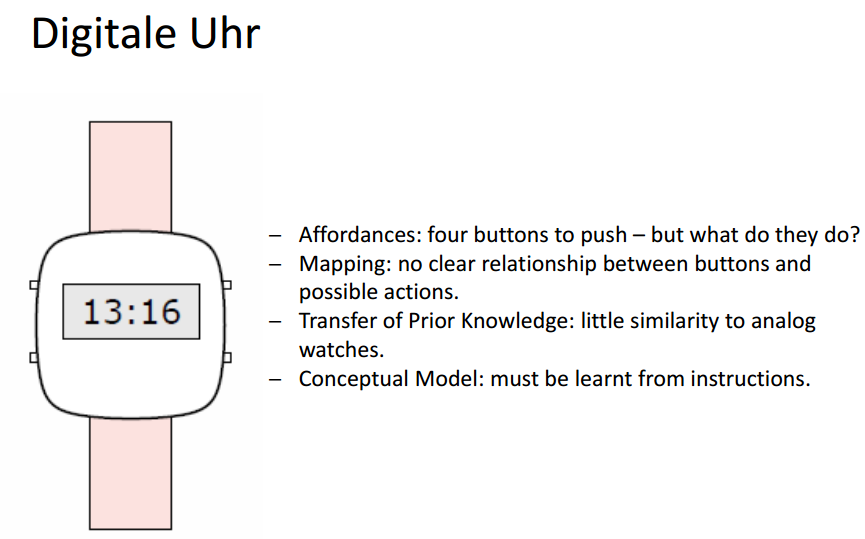 Digitale Uhr
13:16
– Affordances: four buttons to push – but what do they do?
– Mapping: no clear relationship between buttons and
possible actions.
– Transfer of Prior Knowledge: little similarity to analog
watches.
– Conceptual Model: must be learnt from instructions.